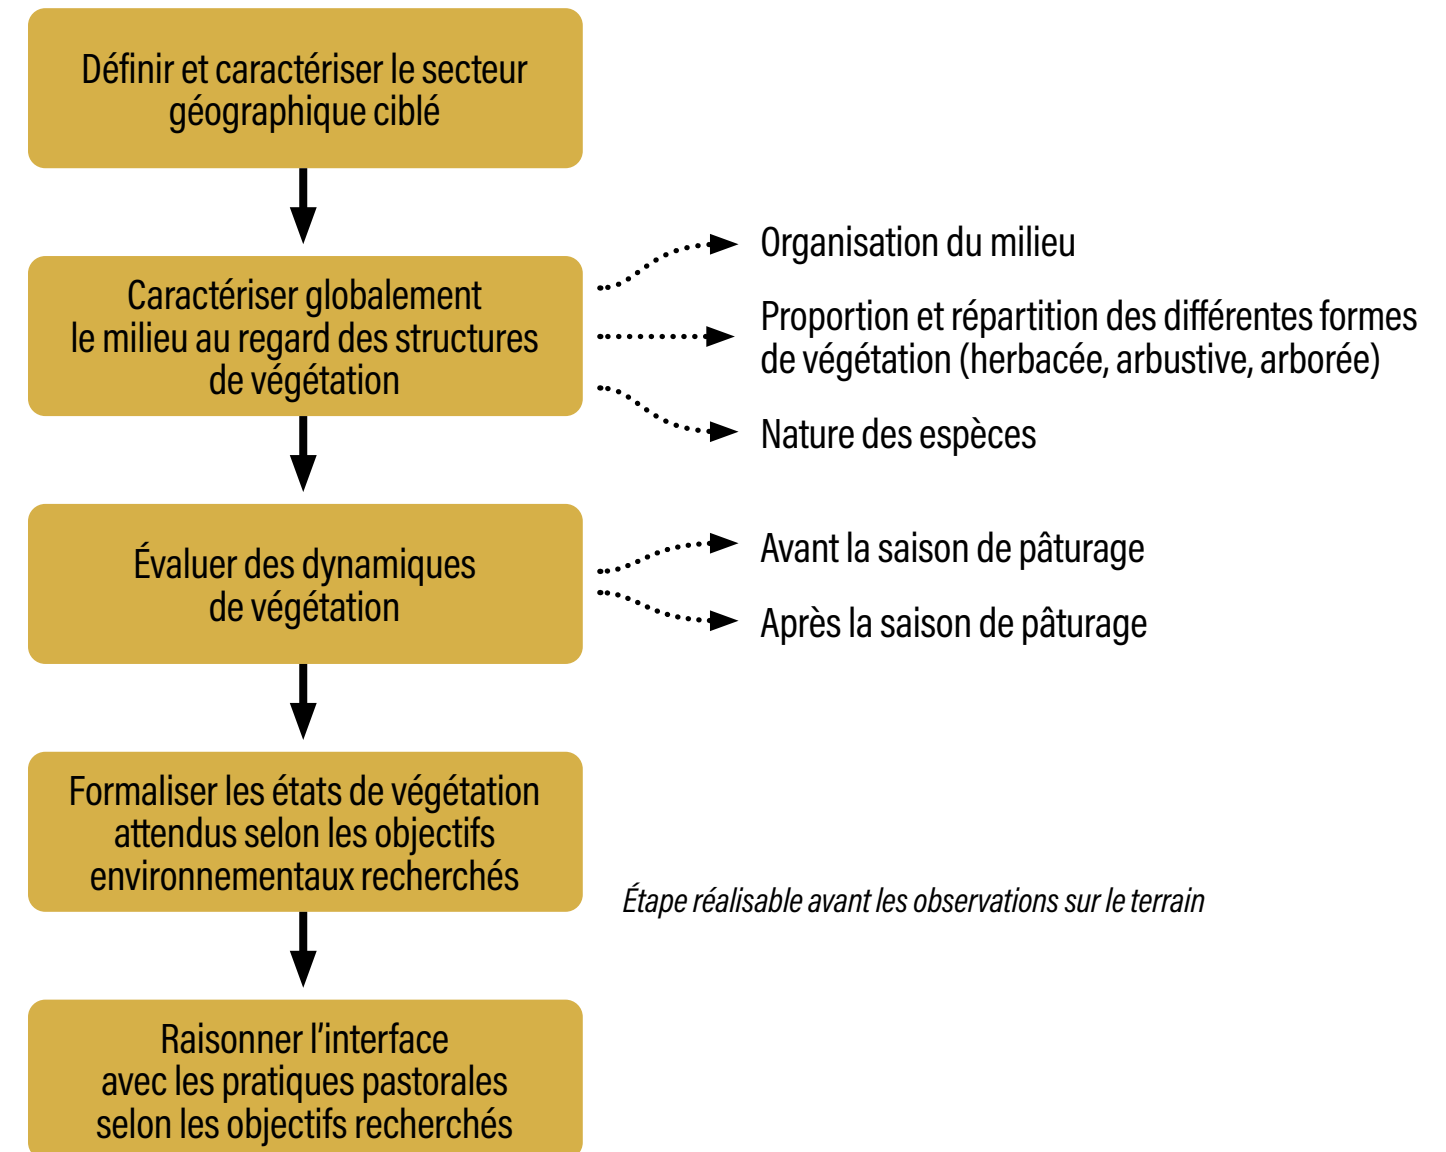 Définir et caractériser le secteur
géographique ciblé
Caractériser globalement
le milieu au regard des structures
de végétation
Organisation du milieu
Proportion et répartition des différentes formes
de végétation (herbacée, arbustive, arborée)
Nature des espèces
Évaluer des dynamiques
de végétation
Avant la saison de pâturage
Après la saison de pâturage
Formaliser les états de végétation
attendus selon les objectifs
environnementaux recherchés
Étape réalisable avant les observations sur le terrain
Raisonner l’interface
avec les pratiques pastorales
selon les objectifs recherchés